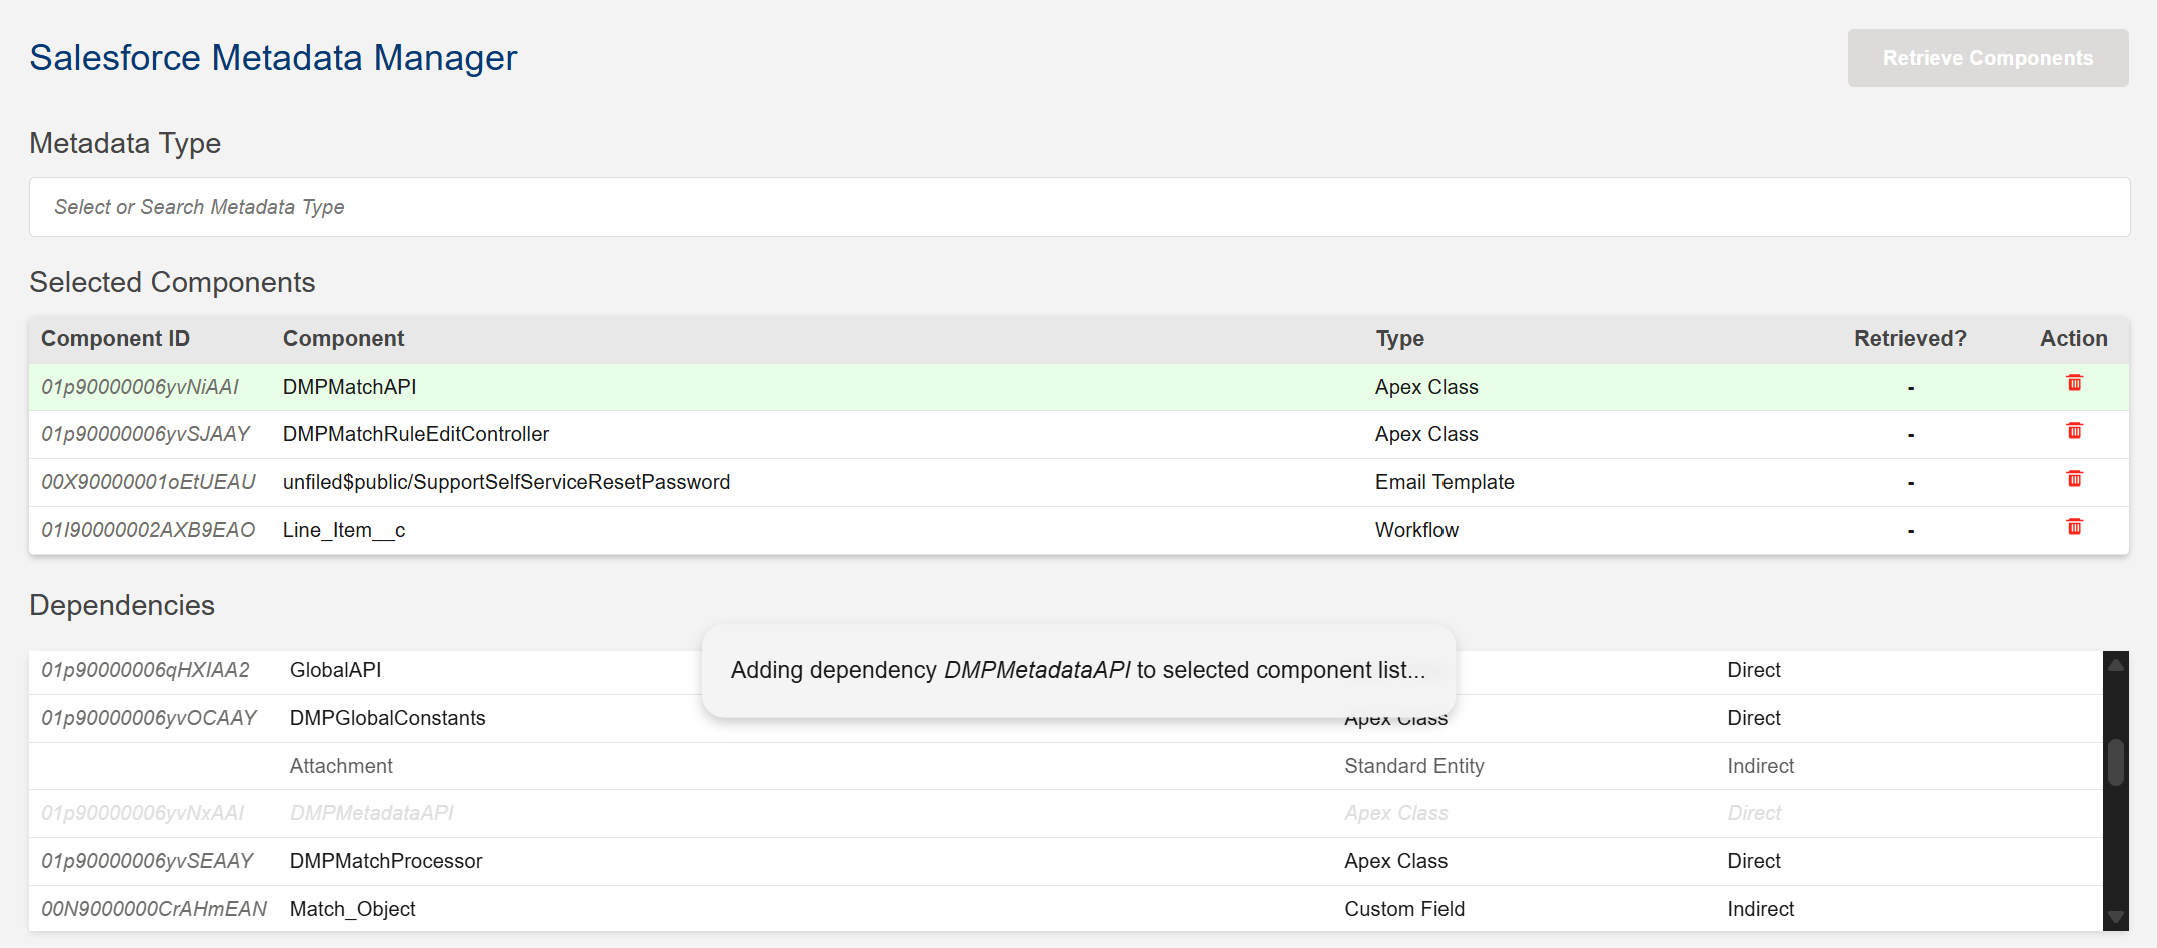 Salesforce Metadata Manager
Retrieve Components
Metadata Type
Select or Search Metadata Type
Selected Components
Component ID Component Type Retrieved? Action
01p90000006yvNiAAI DMPMatchAPI Apex Class -
01p90000006yvSJAAY DMPMatchRuleEditController Apex Class -
00X90000001oEtUEAU unfiled$public/SupportSelfServiceResetPassword Email Template -
01I90000002AXB9EAO Line_Item__c Workflow -
Dependencies
Adding dependency DMPMetadataAPI to selected component list...
01p90000006qHXIAA2 GlobalAPI Direct
01p90000006yvOCAAY DMPGlobalConstants Apex Class Direct
Attachment Standard Entity Indirect
01p90000006yvNxAAI DMPMetadataAPI Apex Class Direct
01p90000006yvSEAAY DMPMatchProcessor Apex Class Direct
00N9000000CrAHmEAN Match_Object Custom Field Indirect